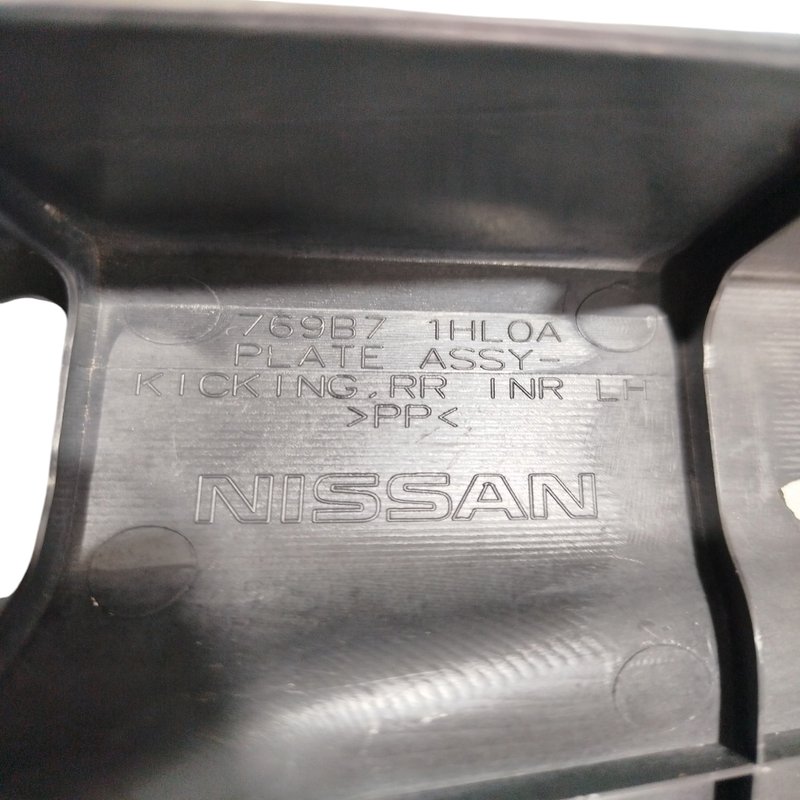 769B7 1HL0A
PLATE ASSY-
KICKING,RR INR LH
>PP<
NISSAN